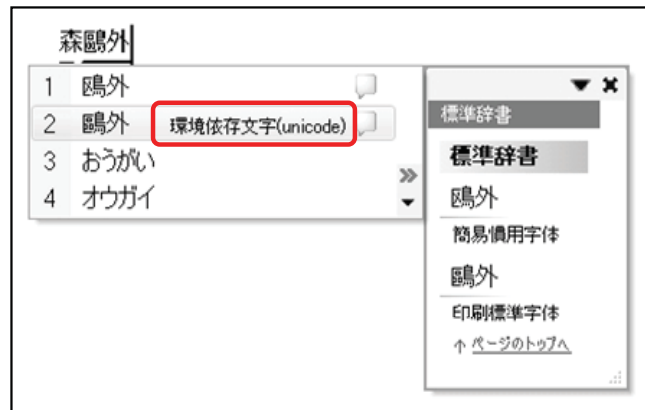 森鷗外
1 鴎外
2 鷗外 環境依存文字(unicode)
3 おうがい
4 オウガイ
標準辞書
標準辞書
鴎外
簡易慣用字体
鷗外
印刷標準字体
↑ ページのトップへ